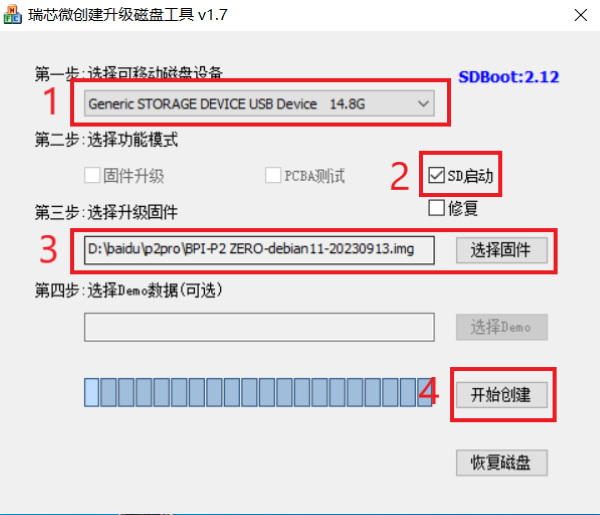 瑞芯微创建升级磁盘工具 v1.7
第一步:选择可移动磁盘设备
SDBoot:2.12
1
Generic STORAGE DEVICE USB Device 14.8G
第二步:选择功能模式
固件升级
PCBA测试
2
SD启动
第三步:选择升级固件
修复
3
D:\baidu\p2pro\BPI-P2 ZERO-debian11-20230913.img
选择固件
第四步:选择Demo数据(可选)
选择Demo
4
开始创建
恢复磁盘